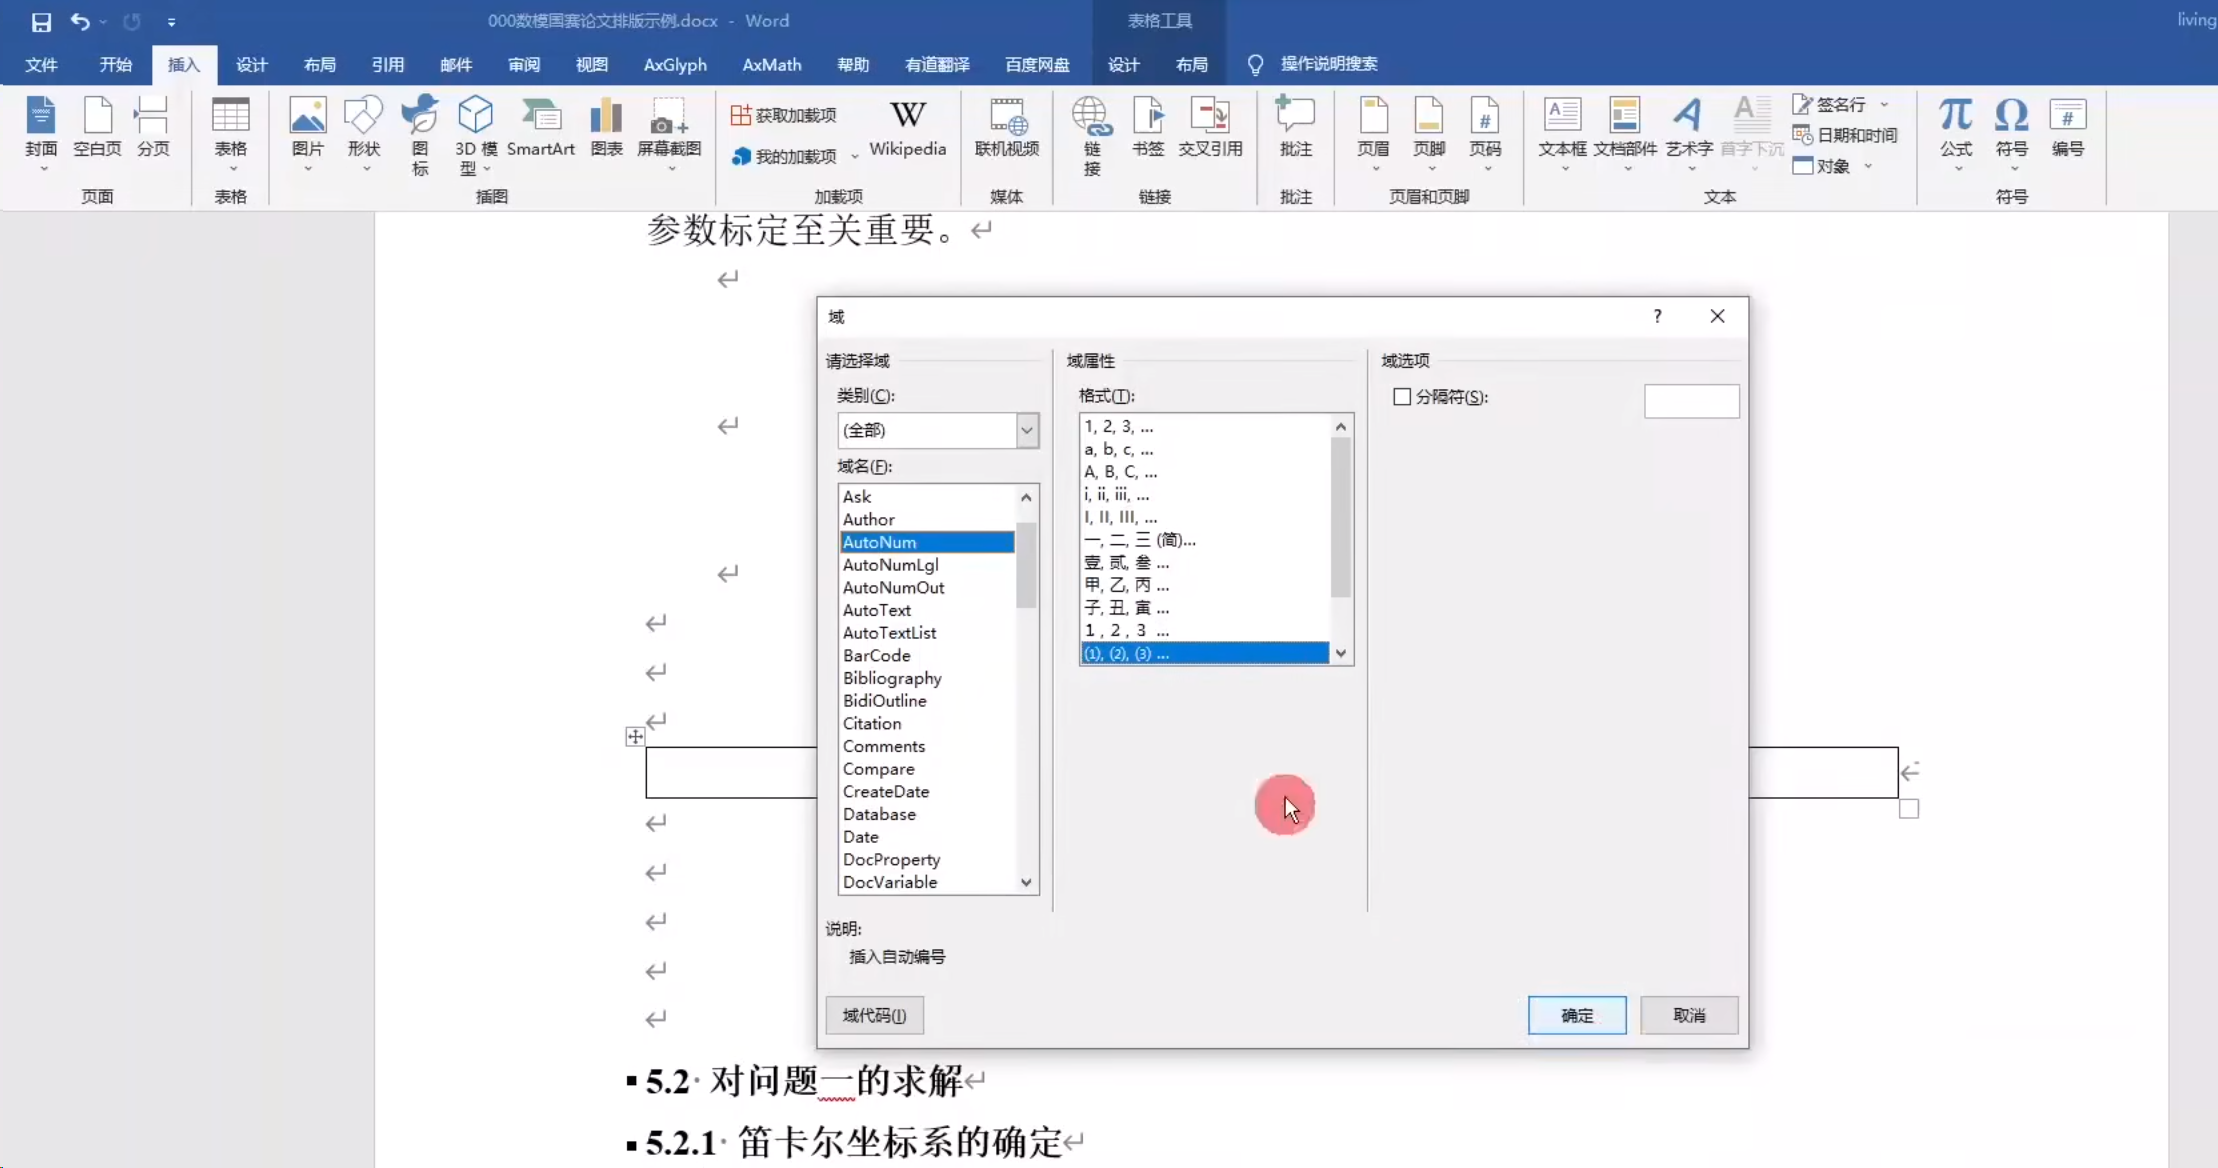 000数模国赛论文排版示例.docx - Word
表格工具
living
文件 开始 插入 设计 布局 引用 邮件 审阅 视图 AxGlyph AxMath 帮助 有道翻译 百度网盘 设计 布局 操作说明搜索
封面 空白页 分页 表格 图片 形状 图标 3D 模型 SmartArt 图表 屏幕截图 获取加载项 我的加载项 Wikipedia 联机视频 链接 书签 交叉引用 批注 页眉 页脚 页码 文本框 文档部件 艺术字 首字下沉 签名行 日期和时间 对象 公式 符号 编号
页面 表格 插图 加载项 媒体 链接 批注 页眉和页脚 文本 符号
参数标定至关重要。
域
?
请选择域
域属性
域选项
类别(C):
(全部)
格式(T):
分隔符(S):
域名(F):
Ask
Author
AutoNum
AutoNumLgl
AutoNumOut
AutoText
AutoTextList
BarCode
Bibliography
BidiOutline
Citation
Comments
Compare
CreateDate
Database
Date
DocProperty
DocVariable
1, 2, 3, ...
a, b, c, ...
A, B, C, ...
i, ii, iii, ...
I, II, III, ...
一, 二, 三 (简)...
壹, 贰, 叁 ...
甲, 乙, 丙 ...
子, 丑, 寅 ...
1 , 2 , 3 ...
⑴, ⑵, ⑶ ...
说明:
插入自动编号
域代码(I)
确定
取消
5.2 对问题一的求解
5.2.1 笛卡尔坐标系的确定